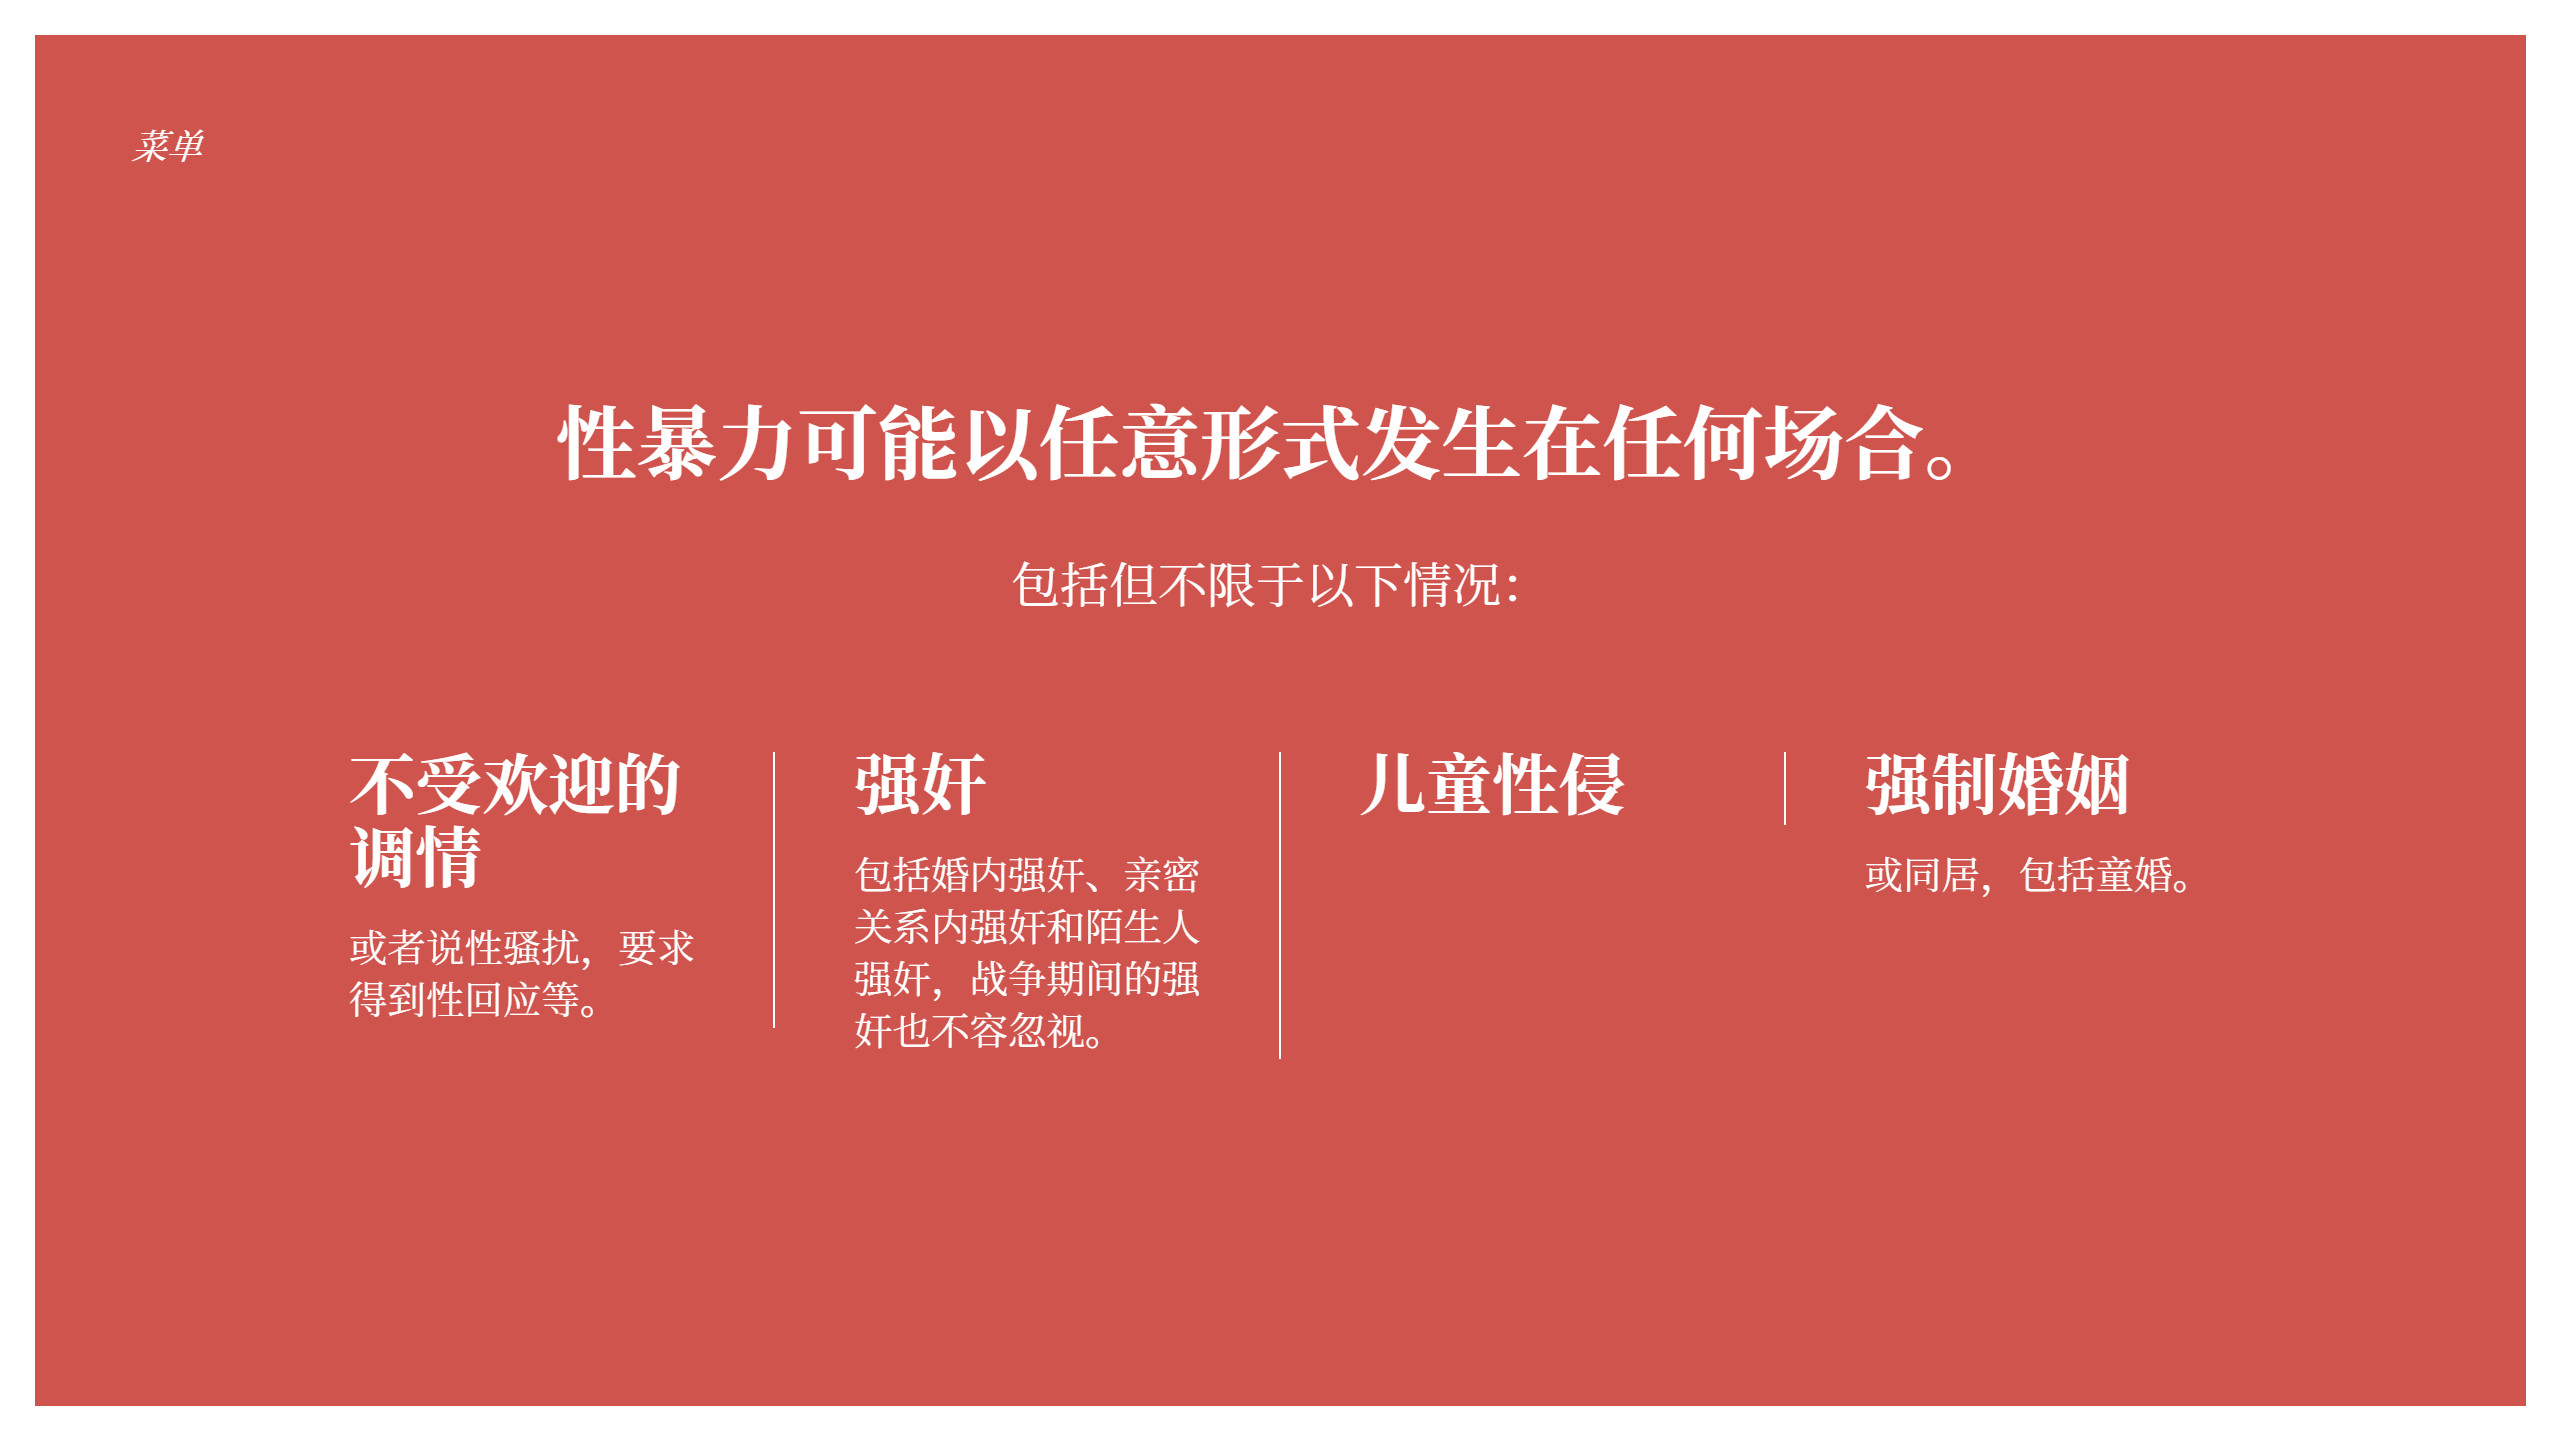 菜单
性暴力可能以任意形式发生在任何场合。
包括但不限于以下情况：
不受欢迎的
调情
或者说性骚扰，要求
得到性回应等。
强奸
包括婚内强奸、亲密
关系内强奸和陌生人
强奸，战争期间的强
奸也不容忽视。
儿童性侵
强制婚姻
或同居，包括童婚。